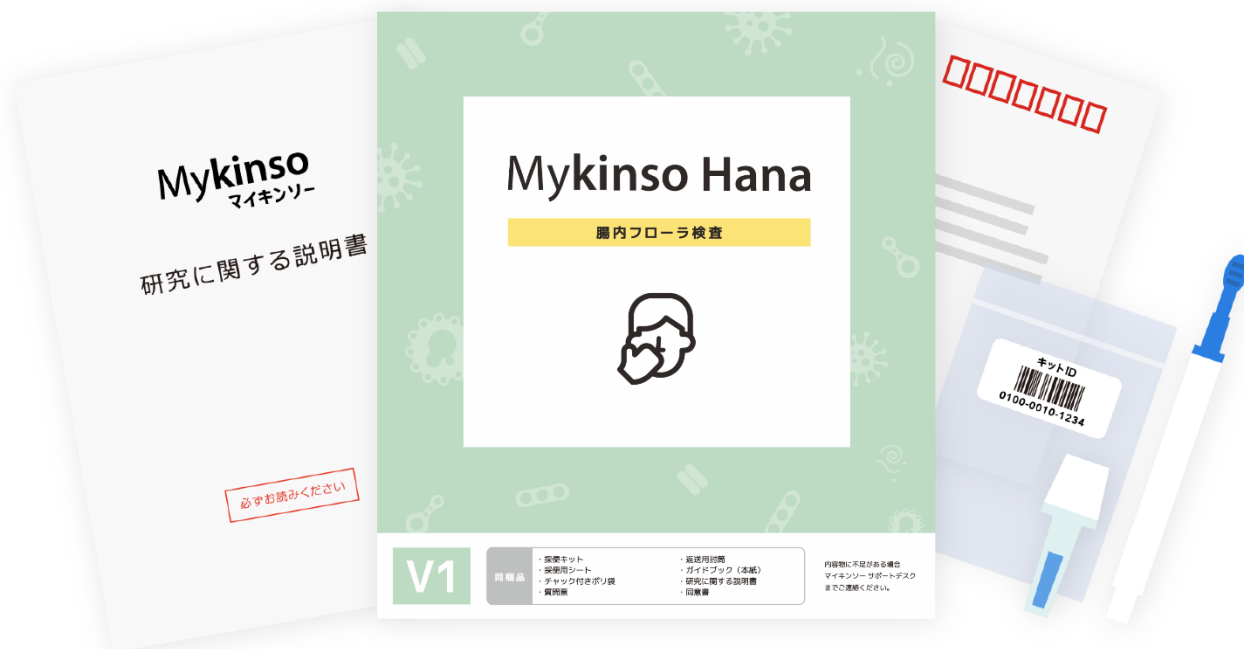 Mykinso
マイキンソー
研究に関する説明書
必ずお読みください
Mykinso Hana
腸内フローラ検査
V1
同梱品
・採便キット
・採便用シート
・チャック付きポリ袋
・質問票
・返送用封筒
・ガイドブック（本紙）
・研究に関する説明書
・同意書
内容物に不足がある場合
マイキンソー サポートデスク
までご連絡ください。
キットID
0100-0010-1234